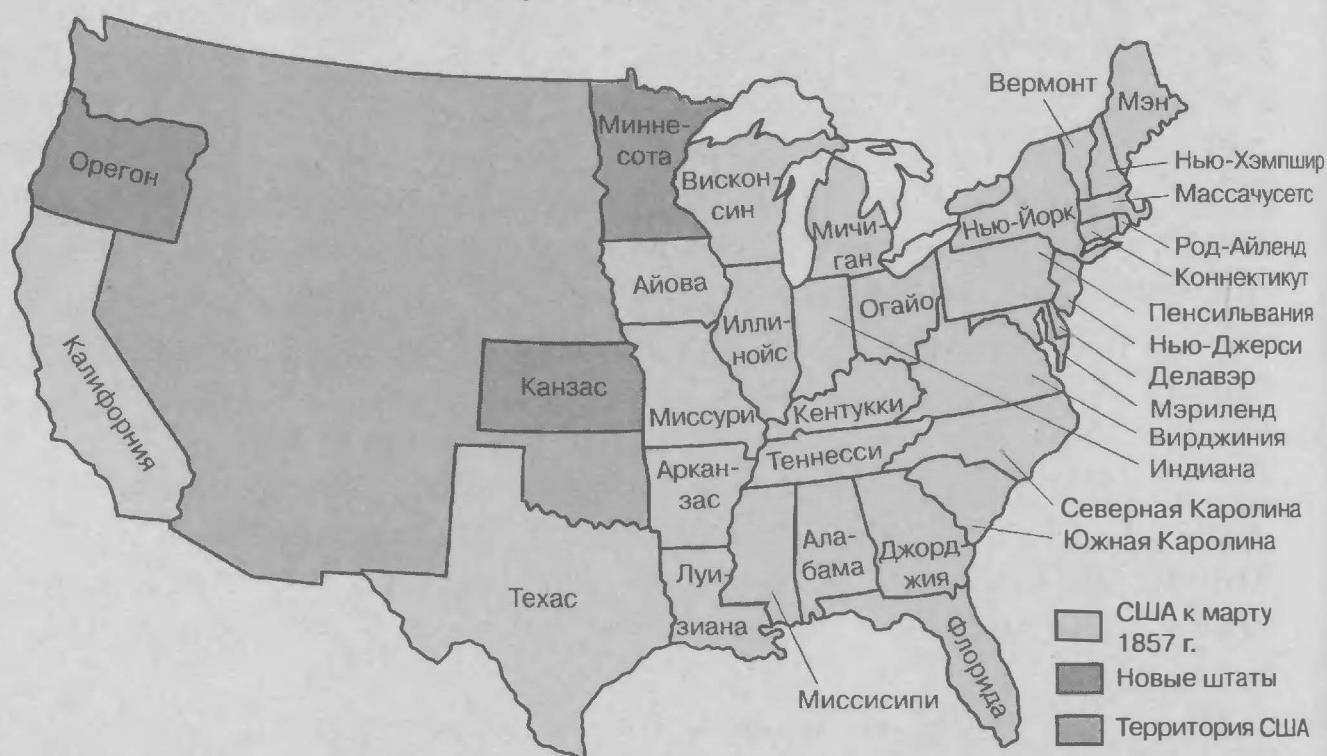 Вермонт
Мэн
Минне-
сота
Орегон
Нью-Хэмпшир
Вискон-
син
Массачусетс
Нью-Йорк
Мичи-
ган
Род-Айленд
Коннектикут
Айова
Огайо
Илли-
нойс
Пенсильвания
Нью-Джерси
Калифорния
Канзас
Делавэр
Миссури
Кентукки
Мэриленд
Вирджиния
Теннесси
Индиана
Аркан-
зас
Северная Каролина
Южная Каролина
Ала-
бама
Джорд-
жия
Луи-
зиана
Техас
Флорида
Миссисипи
США к марту
1857 г.
Новые штаты
Территория США